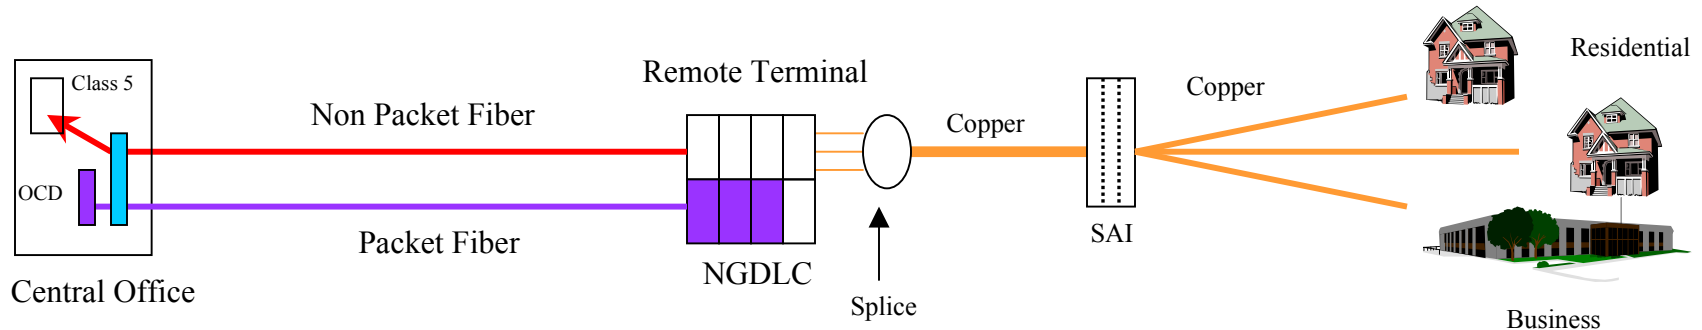 Class 5
OCD
Central Office
Non Packet Fiber
Packet Fiber
Remote Terminal
NGDLC
Splice
Copper
SAI
Copper
Residential
Business